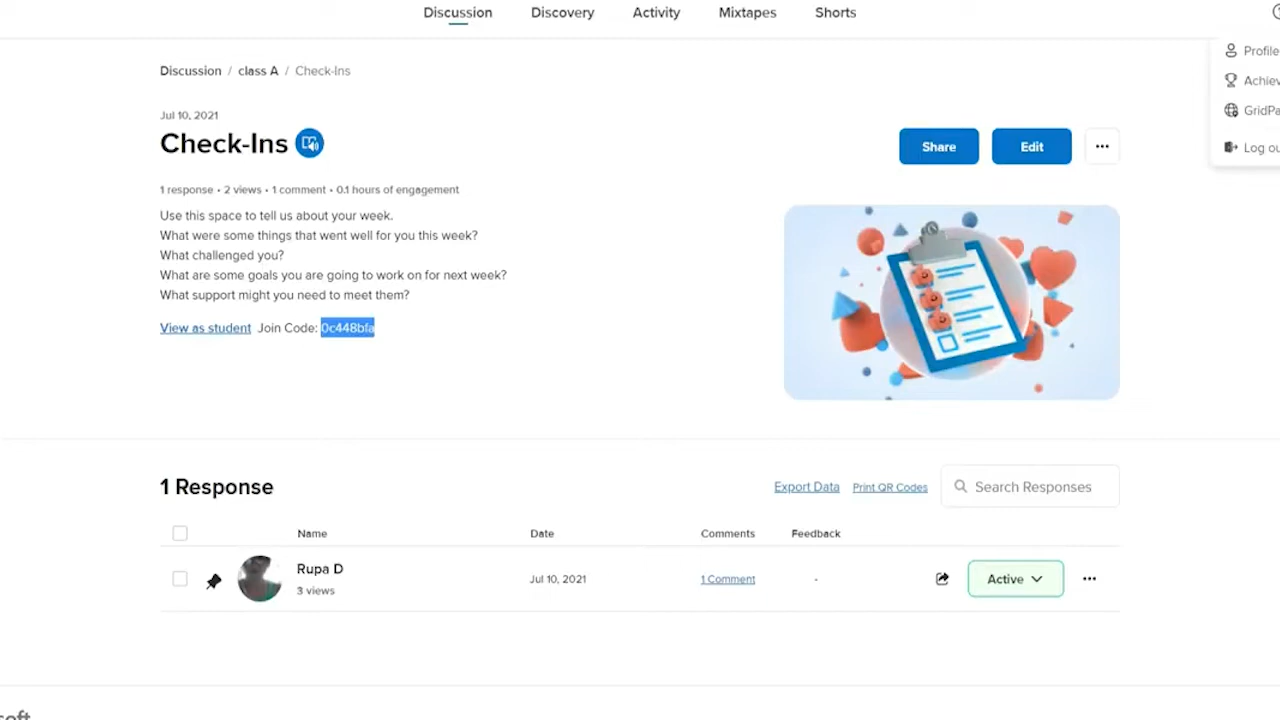 Discussion Discovery Activity Mixtapes Shorts
Profile
Discussion / class A / Check-Ins
Jul 10, 2021
Check-Ins
Share Edit
Log
1 response • 2 views • 1 comment • 0.1 hours of engagement
Use this space to tell us about your week.
What were some things that went well for you this week?
What challenged you?
What are some goals you are going to work on for next week?
What support might you need to meet them?
View as student Join Code: 0c448bfa
1 Response
Export Data Print QR Codes Search Responses
Name Date Comments Feedback
Rupa D
3 views
Jul 10, 2021 1 Comment - Active